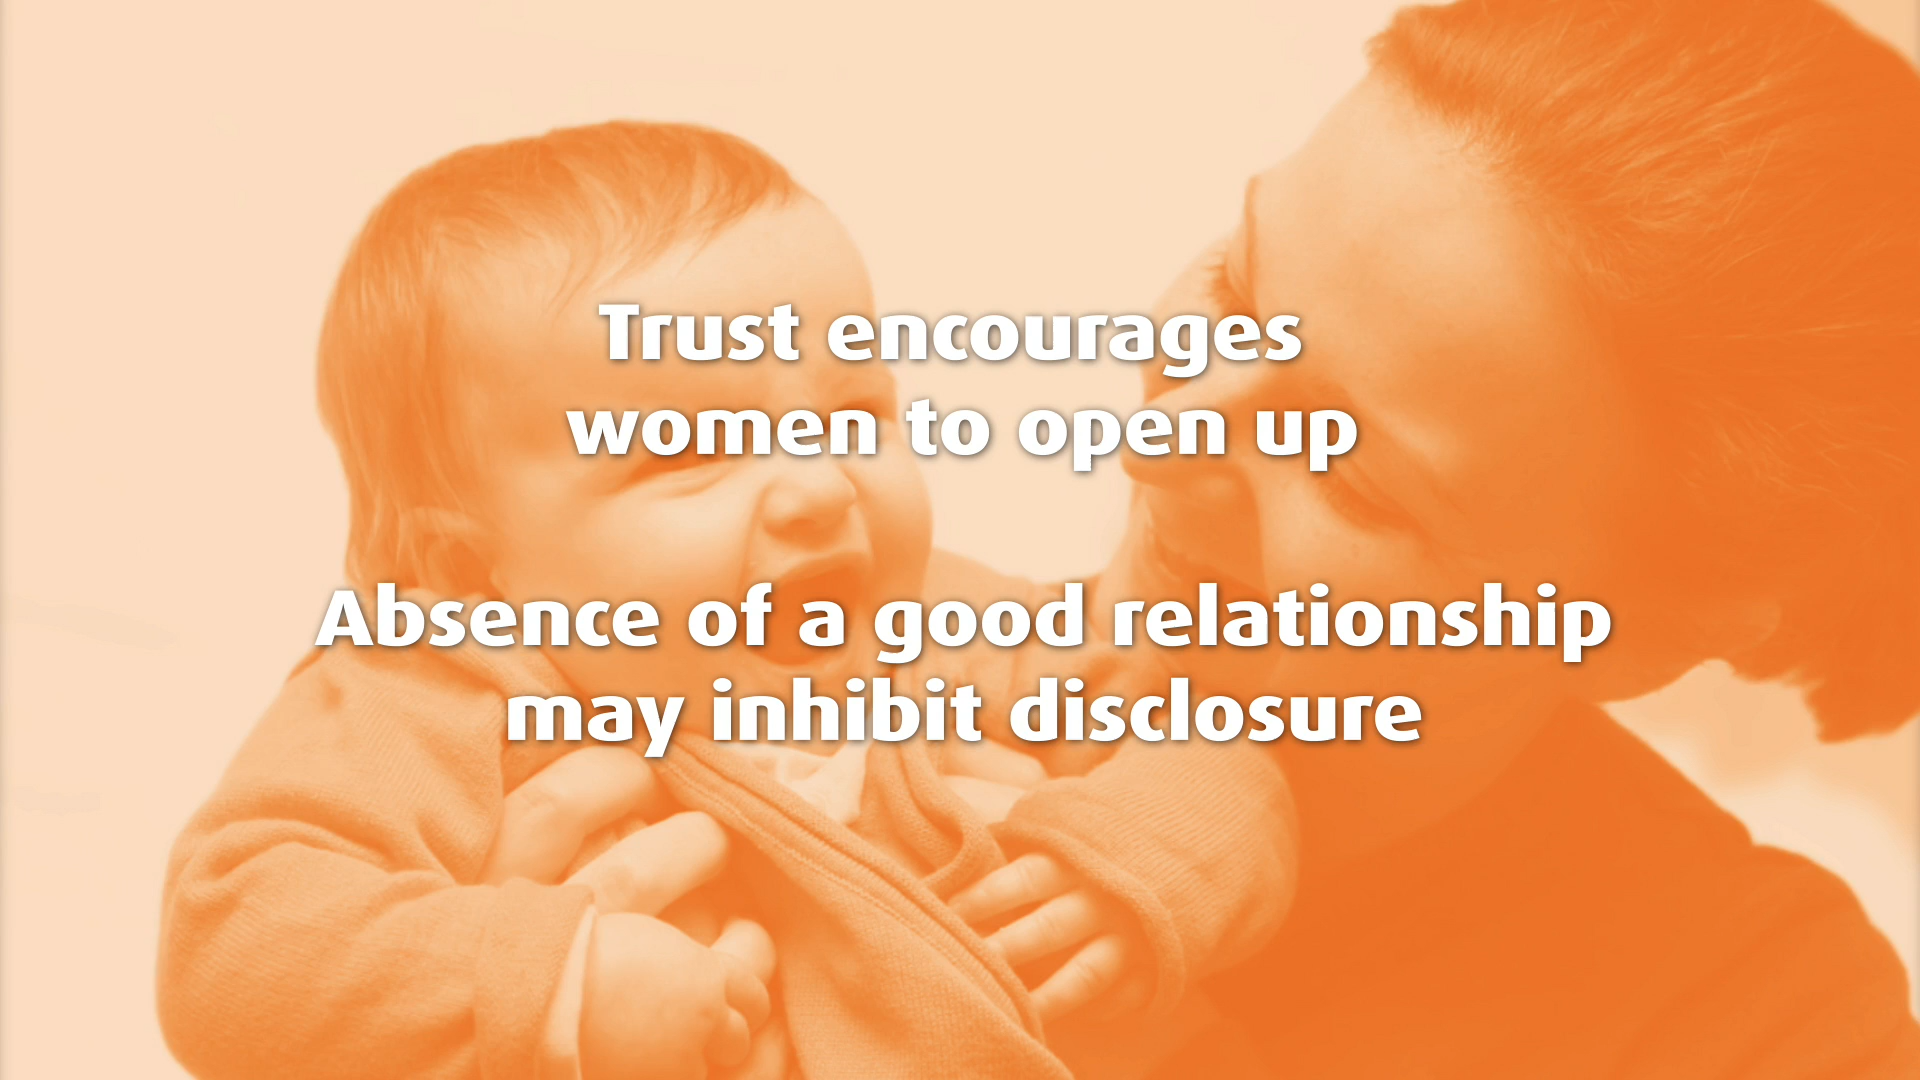 Trust encourages
women to open up
Absence of a good relationship
may inhibit disclosure